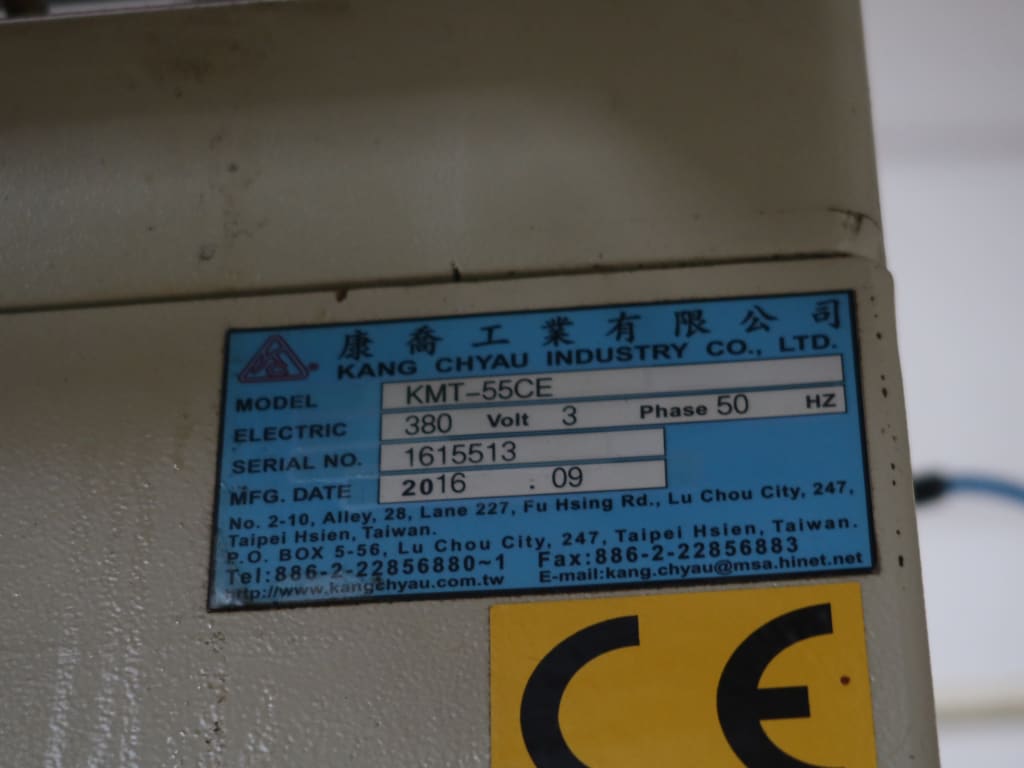 康喬工業有限公司
KANG CHYAU INDUSTRY CO., LTD.
MODEL KMT-55CE
ELECTRIC 380 Volt 3 Phase 50 HZ
SERIAL NO. 1615513
MFG. DATE 2016 . 09
No. 2-10, Alley, 28, Lane 227, Fu Hsing Rd., Lu Chou City, 247,
Taipei Hsien, Taiwan.
P.O. BOX 5-56, Lu Chou City, 247, Taipei Hsien, Taiwan.
Tel:886-2-22856880~1 Fax:886-2-22856883
http://www.kangchyau.com.tw E-mail:kang.chyau@msa.hinet.net
CE